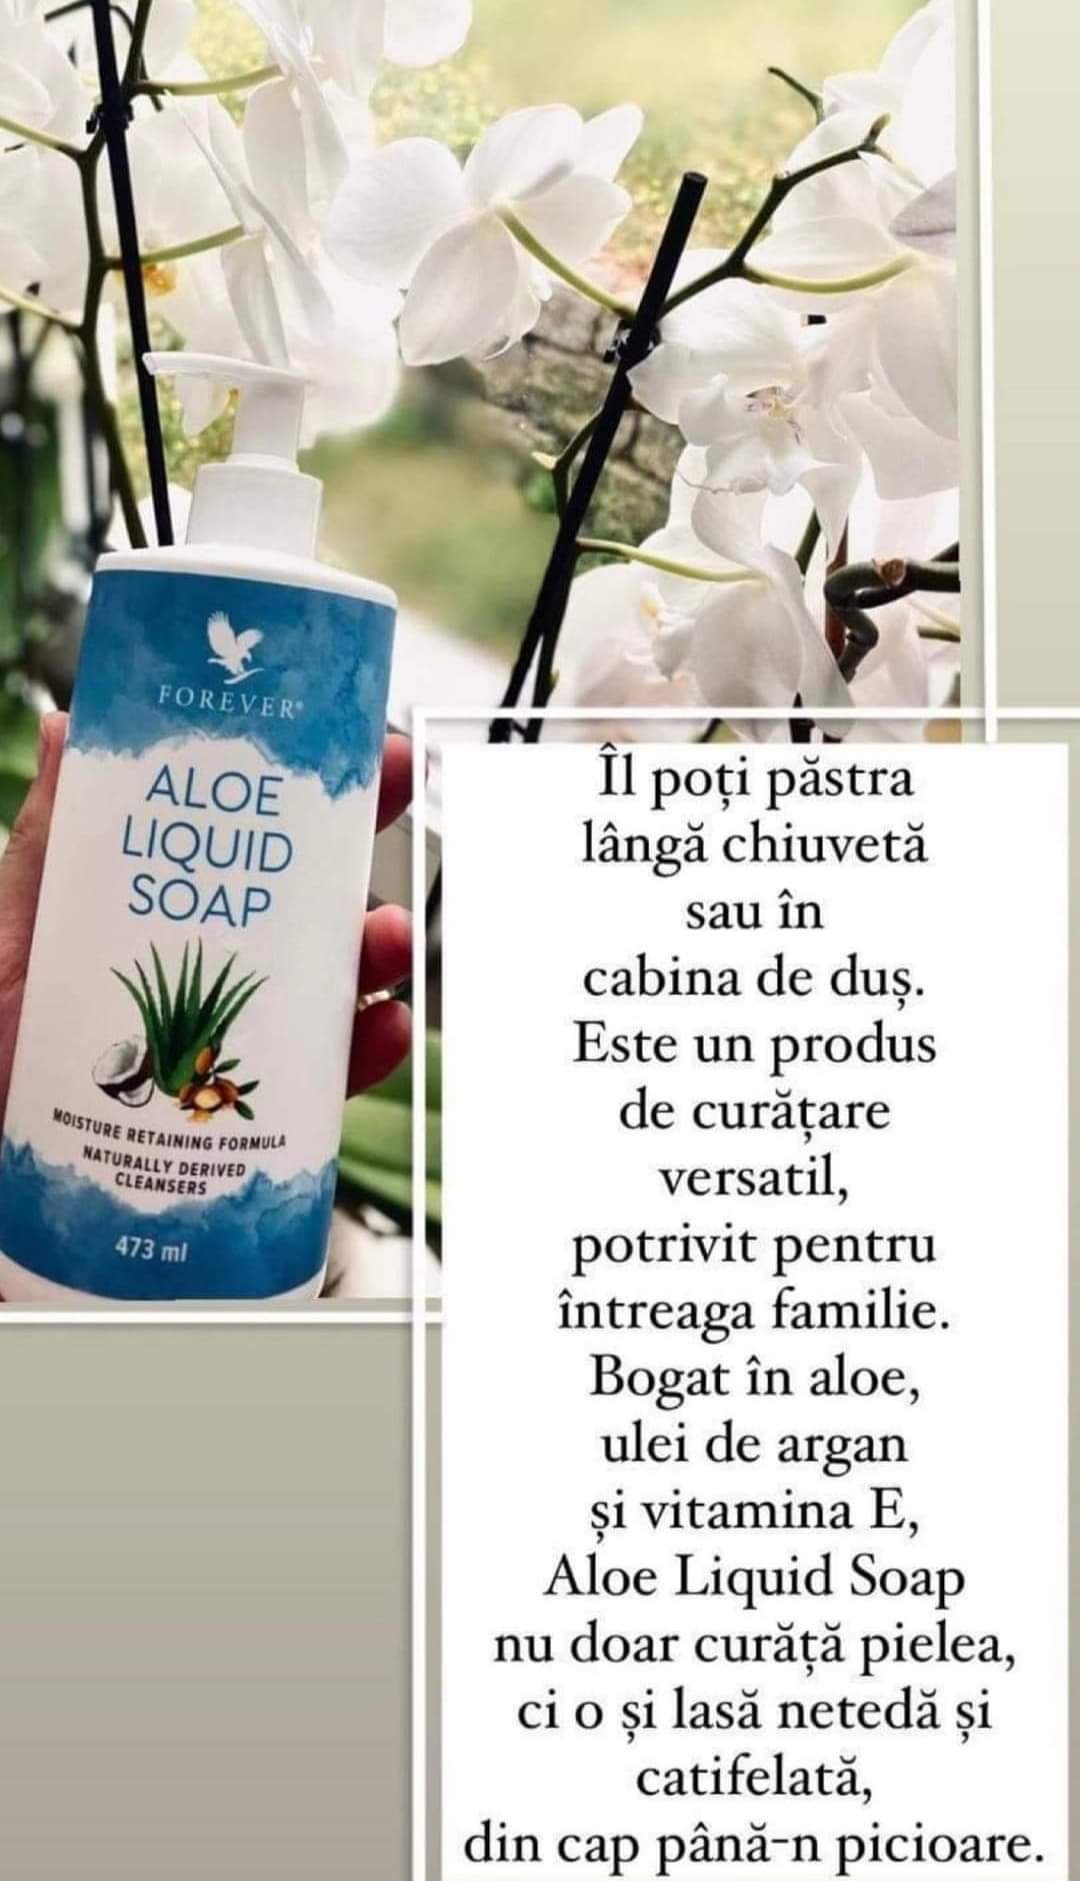 FOREVER®
ALOE
LIQUID
SOAP
MOISTURE RETAINING FORMULA
NATURALLY DERIVED
CLEANSERS
473 ml
Îl poți păstra
lângă chiuvetă
sau în
cabina de duș.
Este un produs
de curățare
versatil,
potrivit pentru
întreaga familie.
Bogat în aloe,
ulei de argan
și vitamina E,
Aloe Liquid Soap
nu doar curăță pielea,
ci o și lasă netedă și
catifelată,
din cap până-n picioare.